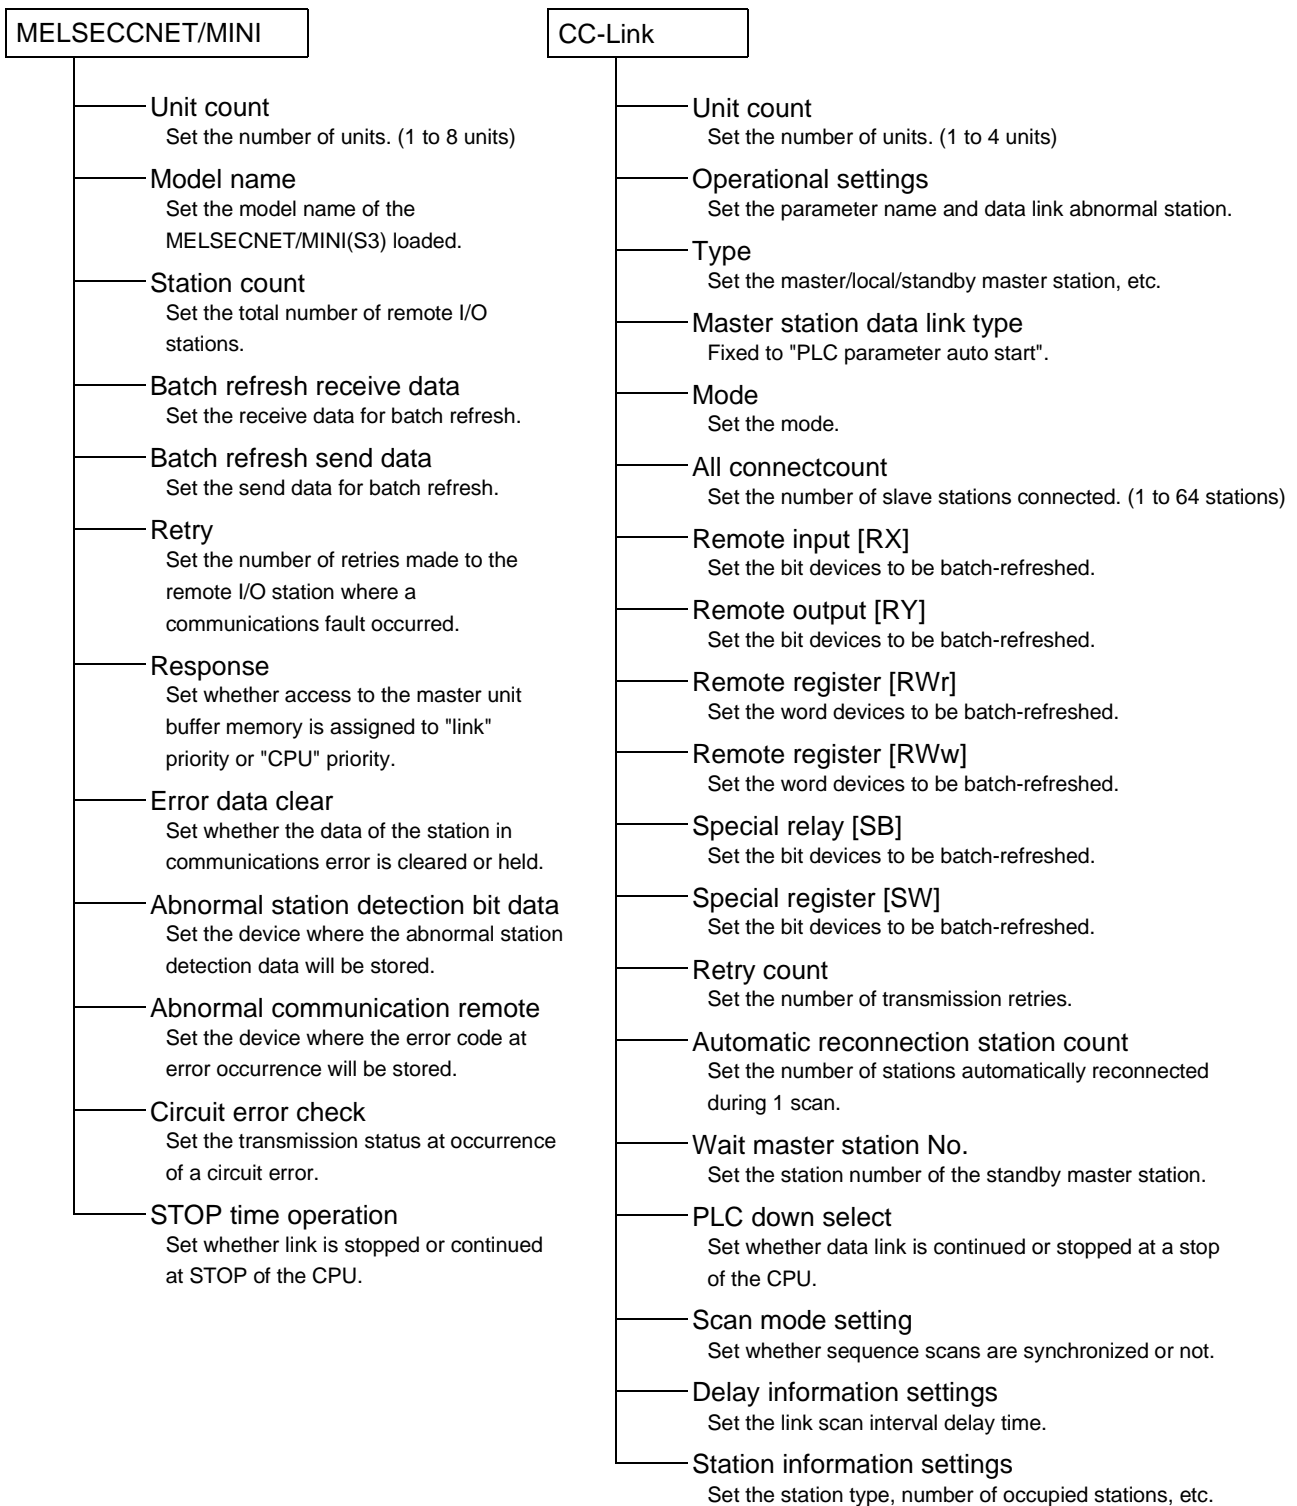 MELSECCNET/MINI
Unit count
Set the number of units. (1 to 8 units)
Model name
Set the model name of the
MELSECNET/MINI(S3) loaded.
Station count
Set the total number of remote I/O
stations.
Batch refresh receive data
Set the receive data for batch refresh.
Batch refresh send data
Set the send data for batch refresh.
Retry
Set the number of retries made to the
remote I/O station where a
communications fault occurred.
Response
Set whether access to the master unit
buffer memory is assigned to "link"
priority or "CPU" priority.
Error data clear
Set whether the data of the station in
communications error is cleared or held.
Abnormal station detection bit data
Set the device where the abnormal station
detection data will be stored.
Abnormal communication remote
Set the device where the error code at
error occurrence will be stored.
Circuit error check
Set the transmission status at occurrence
of a circuit error.
STOP time operation
Set whether link is stopped or continued
at STOP of the CPU.
CC-Link
Unit count
Set the number of units. (1 to 4 units)
Operational settings
Set the parameter name and data link abnormal station.
Type
Set the master/local/standby master station, etc.
Master station data link type
Fixed to "PLC parameter auto start".
Mode
Set the mode.
All connectcount
Set the number of slave stations connected. (1 to 64 stations)
Remote input [RX]
Set the bit devices to be batch-refreshed.
Remote output [RY]
Set the bit devices to be batch-refreshed.
Remote register [RWr]
Set the word devices to be batch-refreshed.
Remote register [RWw]
Set the word devices to be batch-refreshed.
Special relay [SB]
Set the bit devices to be batch-refreshed.
Special register [SW]
Set the bit devices to be batch-refreshed.
Retry count
Set the number of transmission retries.
Automatic reconnection station count
Set the number of stations automatically reconnected
during 1 scan.
Wait master station No.
Set the station number of the standby master station.
PLC down select
Set whether data link is continued or stopped at a stop
of the CPU.
Scan mode setting
Set whether sequence scans are synchronized or not.
Delay information settings
Set the link scan interval delay time.
Station information settings
Set the station type, number of occupied stations, etc.